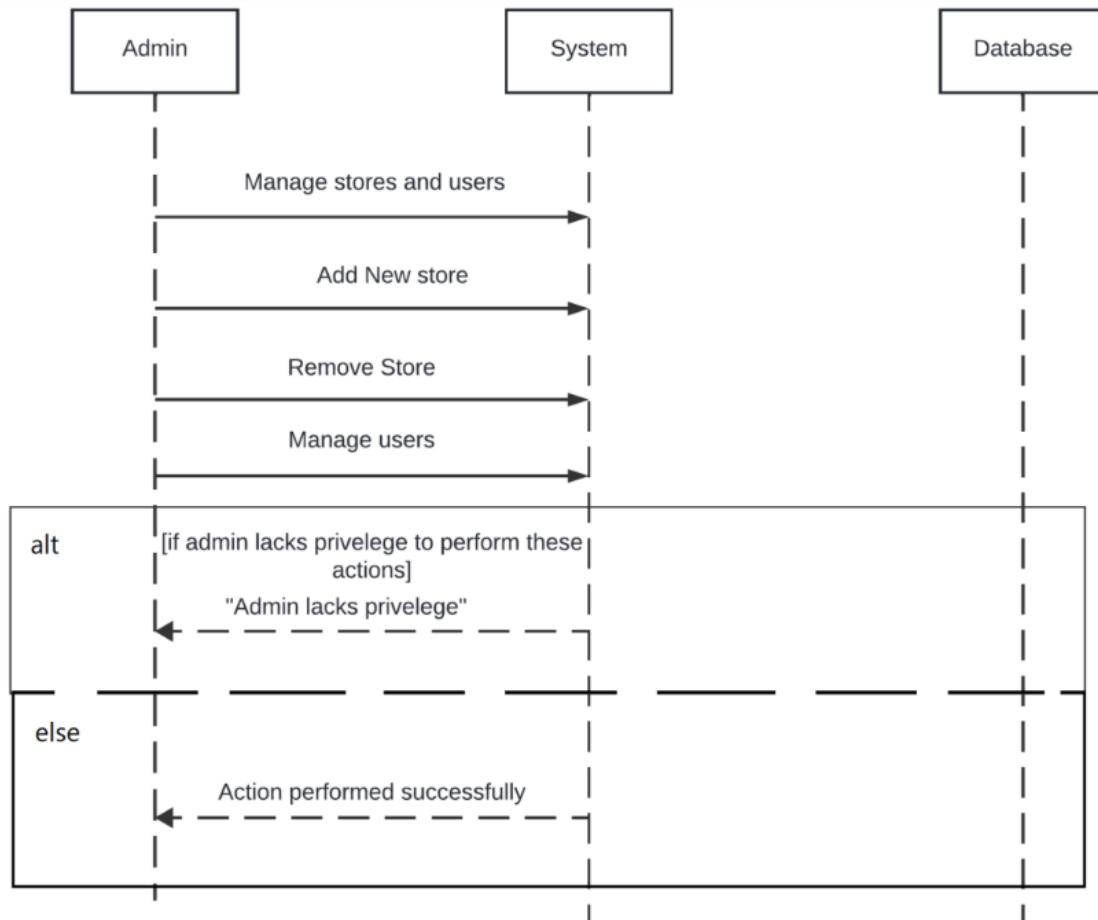 Admin
System
Database
Manage stores and users
Add New store
Remove Store
Manage users
alt
[if admin lacks privelege to perform these
actions]
"Admin lacks privelege"
else
Action performed successfully